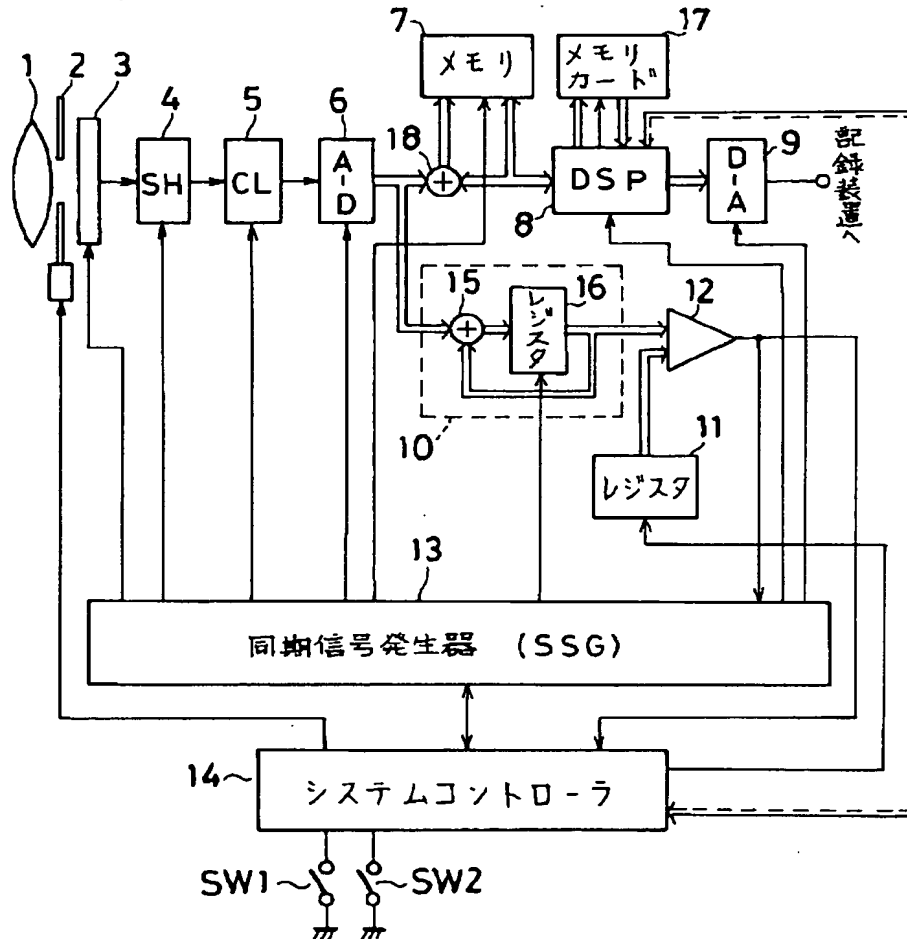 7
17
1
2
3
4
5
6
メモリ
メモリ
カード
18
SH
CL
A-D
DSP
8
D-A
9
記録装置へ
15
レジスタ
16
12
10
11
レジスタ
13
同期信号発生器 (SSG)
14
システムコントローラ
SW1
SW2